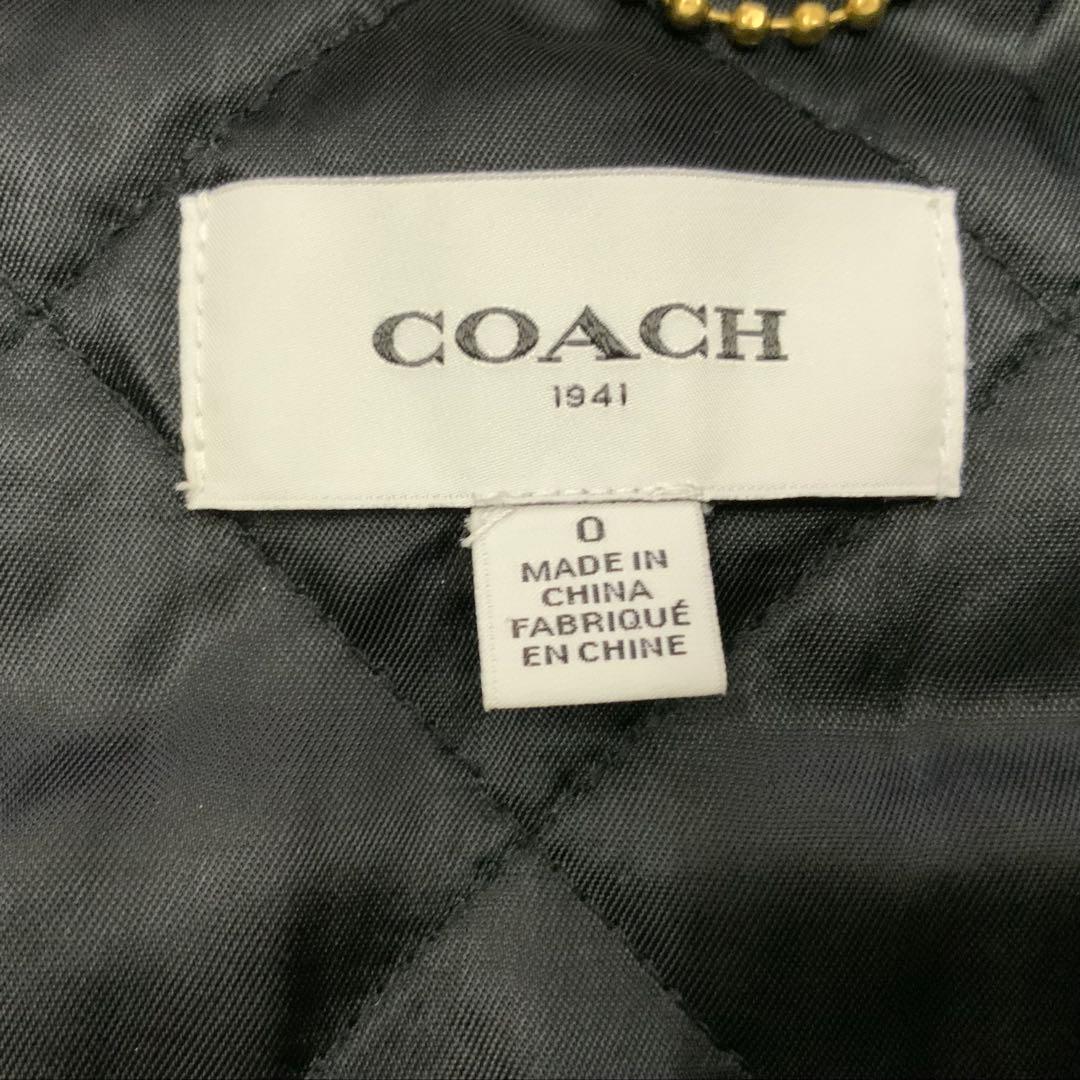 COACH
1941
0
MADE IN
CHINA
FABRIQUÉ
EN CHINE